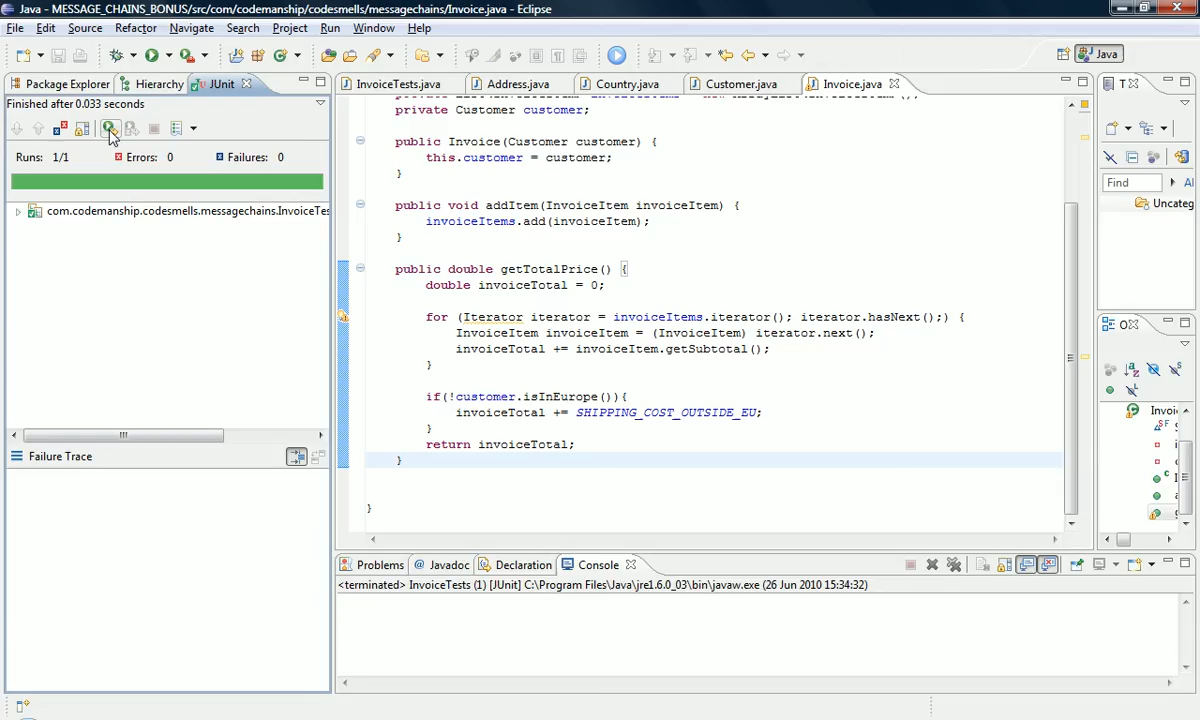 Java - MESSAGE_CHAINS_BONUS/src/com/codemanship/codesmells/messagechains/Invoice.java - Eclipse
File Edit Source Refactor Navigate Search Project Run Window Help
Java
Package Explorer Hierarchy JUnit
InvoiceTests.java Address.java Country.java Customer.java Invoice.java
Finished after 0.033 seconds
Runs: 1/1 Errors: 0 Failures: 0
com.codemanship.codesmells.messagechains.InvoiceTes
Failure Trace
private Customer customer;
public Invoice(Customer customer) {
this.customer = customer;
}
public void addItem(InvoiceItem invoiceItem) {
invoiceItems.add(invoiceItem);
}
public double getTotalPrice() {
double invoiceTotal = 0;
for (Iterator iterator = invoiceItems.iterator(); iterator.hasNext();) {
InvoiceItem invoiceItem = (InvoiceItem) iterator.next();
invoiceTotal += invoiceItem.getSubtotal();
}
if(!customer.isInEurope()){
invoiceTotal += SHIPPING_COST_OUTSIDE_EU;
}
return invoiceTotal;
}
}
Problems @ Javadoc Declaration Console
<terminated> InvoiceTests (1) [JUnit] C:\Program Files\Java\jre1.6.0_03\bin\javaw.exe (26 Jun 2010 15:34:32)
T
Find Al
Uncateg
O
Invoi